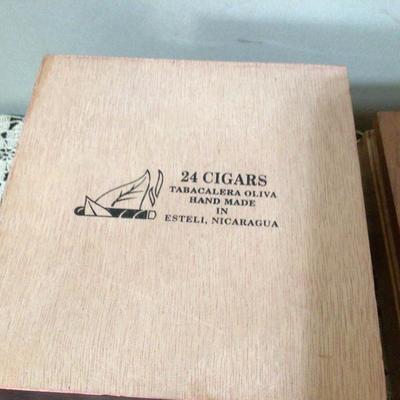 24 CIGARS
TABACALERA OLIVA
HAND MADE
IN
ESTELI, NICARAGUA